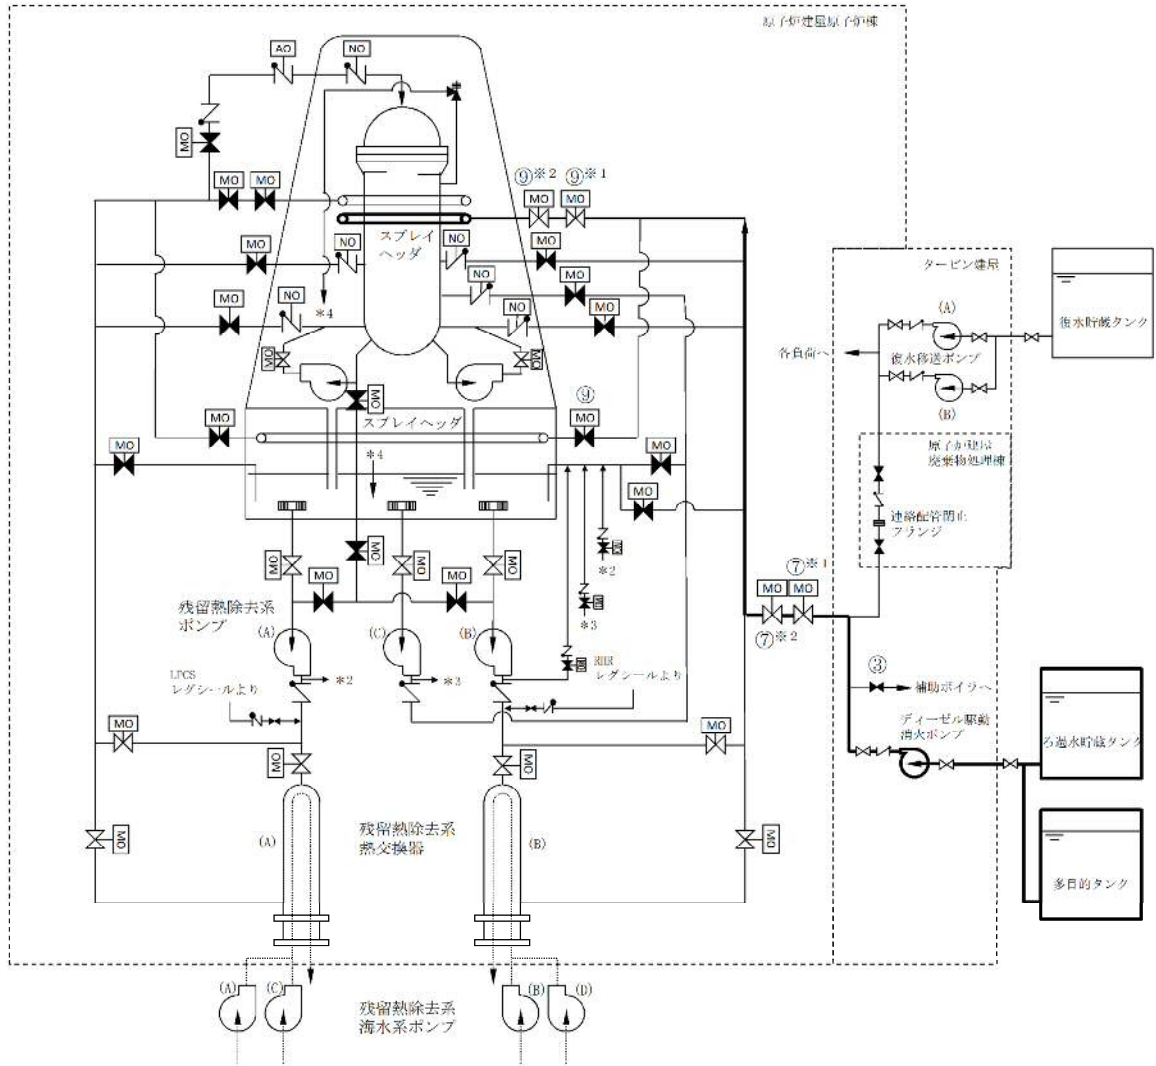 原子炉建屋原子炉棟
AO
NO
MO
MO
MO
⑨※2
⑨※1
MO
MO
スプレイ
ヘッダ
MO
NO
NO
MO
NO
MO
タービン建屋
(A)
復水貯蔵タンク
MO
NO
*4
NO
MO
各負荷へ
復水移送ポンプ
MO
MO
MO
(B)
⑨
MO
スプレイヘッダ
MO
原子炉建屋
廃棄物処理棟
MO
*4
MO
MO
連絡配管閉止
フランジ
MO
MO
MO
MO
*2
MO
MO
⑦※1
MO
MO
⑦※2
残留熱除去系
ポンプ
(A)
(C)
(B)
*3
LPCS
レグシールより
*2
*3
RHR
レグシールより
③
補助ボイラへ
ディーゼル駆動
消火ポンプ
MO
MO
ろ過水貯蔵タンク
MO
MO
MO
(A)
残留熱除去系
熱交換器
(B)
MO
多目的タンク
(A)
(C)
残留熱除去系
海水系ポンプ
(B)
(D)